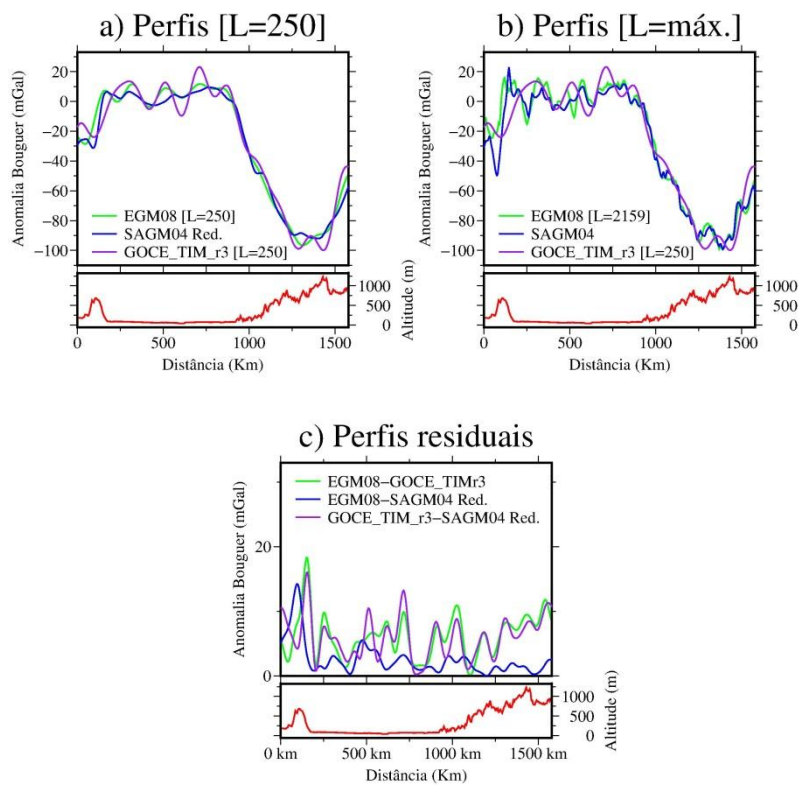 a) Perfis [L=250]
Anomalia Bouguer (mGal)
20
0
−20
−40
−60
−80
−100
EGM08 [L=250]
SAGM04 Red.
GOCE_TIM_r3 [L=250]
1000
500
0
Altitude (m)
0 500 1000 1500
Distância (Km)
b) Perfis [L=máx.]
Anomalia Bouguer (mGal)
20
0
−20
−40
−60
−80
−100
EGM08 [L=2159]
SAGM04
GOCE_TIM_r3 [L=250]
1000
500
0
Altitude (m)
0 500 1000 1500
Distância (Km)
c) Perfis residuais
Anomalia Bouguer (mGal)
20
0
EGM08−GOCE_TIMr3
EGM08−SAGM04 Red.
GOCE_TIM_r3−SAGM04 Red.
1000
500
0
Altitude (m)
0 km 500 km 1000 km 1500 km
Distância (Km)